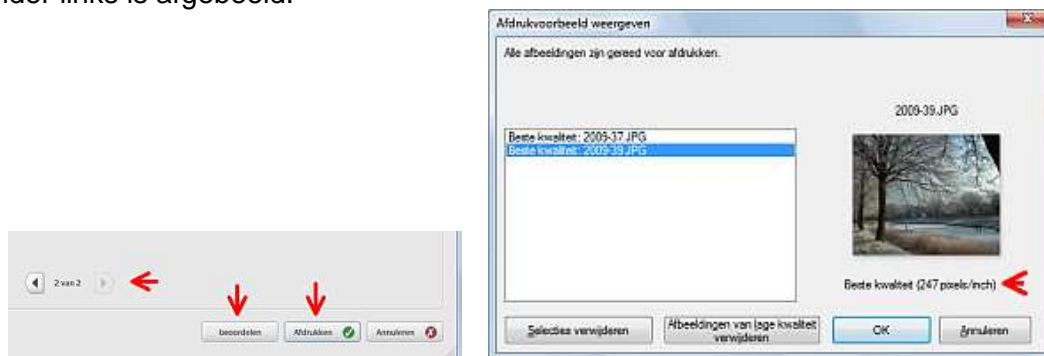 nder links is afgebeeld.
Afdrukvoorbeeld weergeven
Alle afbeeldingen zijn gereed voor afdrukken.
2009-39.JPG
Beste kwaliteit: 2009-37.JPG
Beste kwaliteit: 2009-39.JPG
Beste kwaliteit (247 pixels/inch)
Selecties verwijderen
Afbeeldingen van lage kwaliteit
verwijderen
OK
Annuleren
2 van 2
beoordelen
Afdrukken
Annuleren